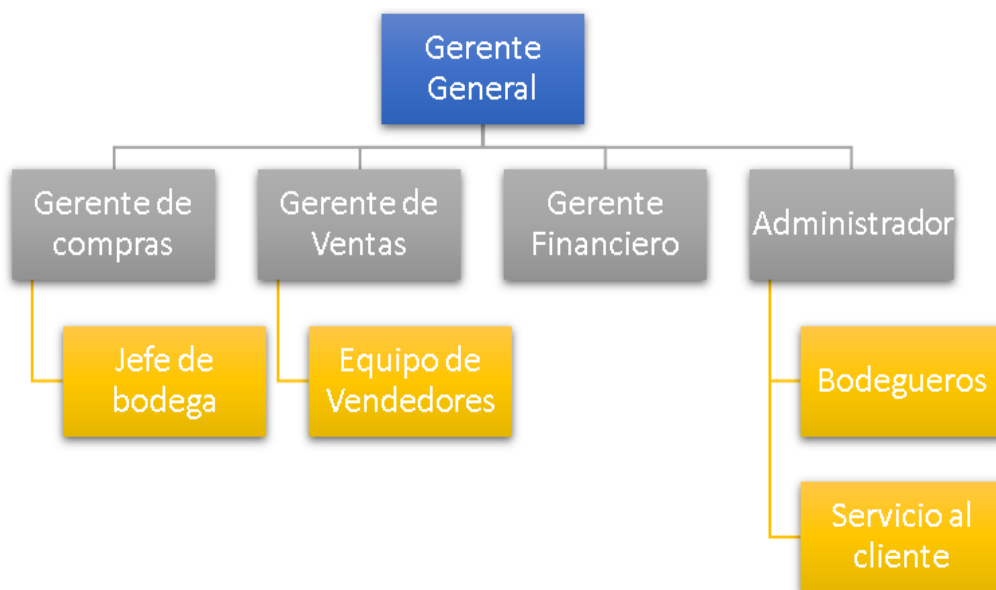 Gerente
General
Gerente de
compras
Gerente de
Ventas
Gerente
Financiero
Administrador
Jefe de
bodega
Equipo de
Vendedores
Bodegueros
Servicio al
cliente